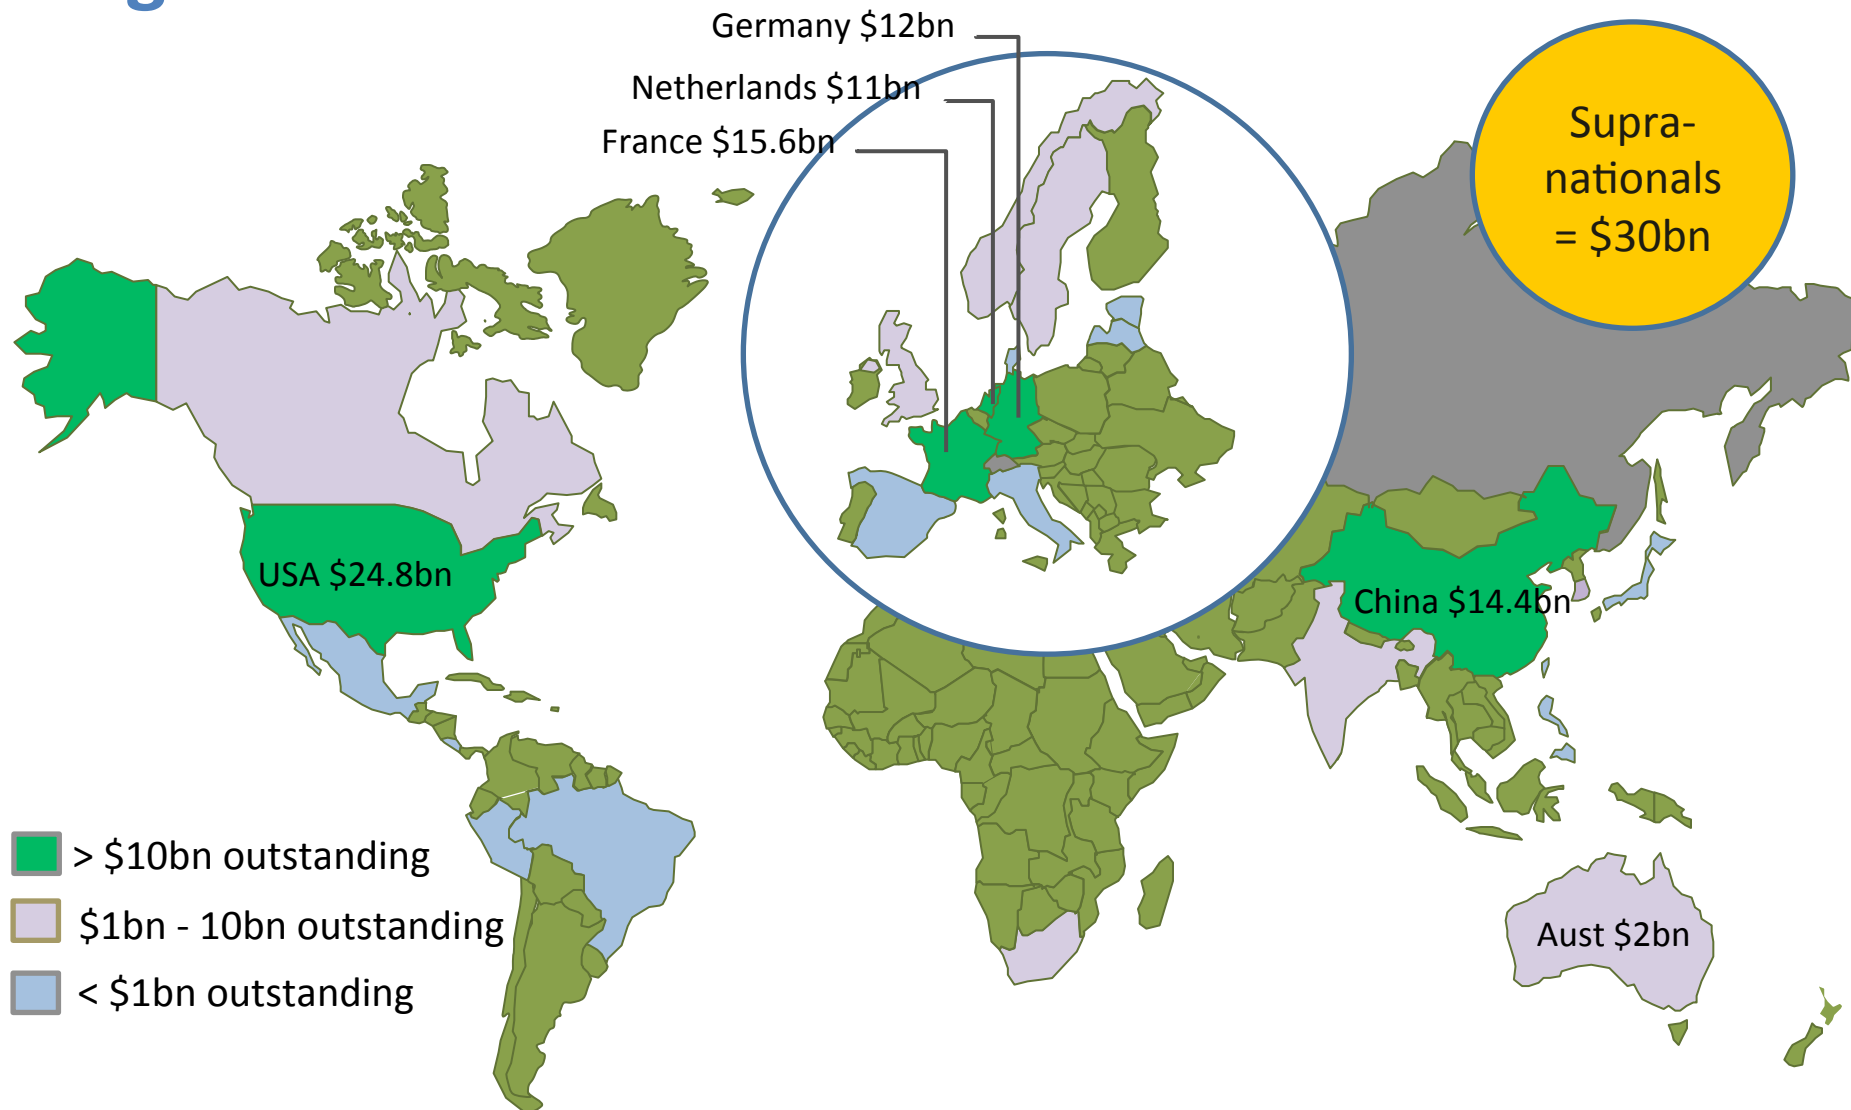 g
Germany $12bn
Netherlands $11bn
France $15.6bn
Supra-
nationals
= $30bn
USA $24.8bn
China $14.4bn
> $10bn outstanding
$1bn - 10bn outstanding
< $1bn outstanding
Aust $2bn